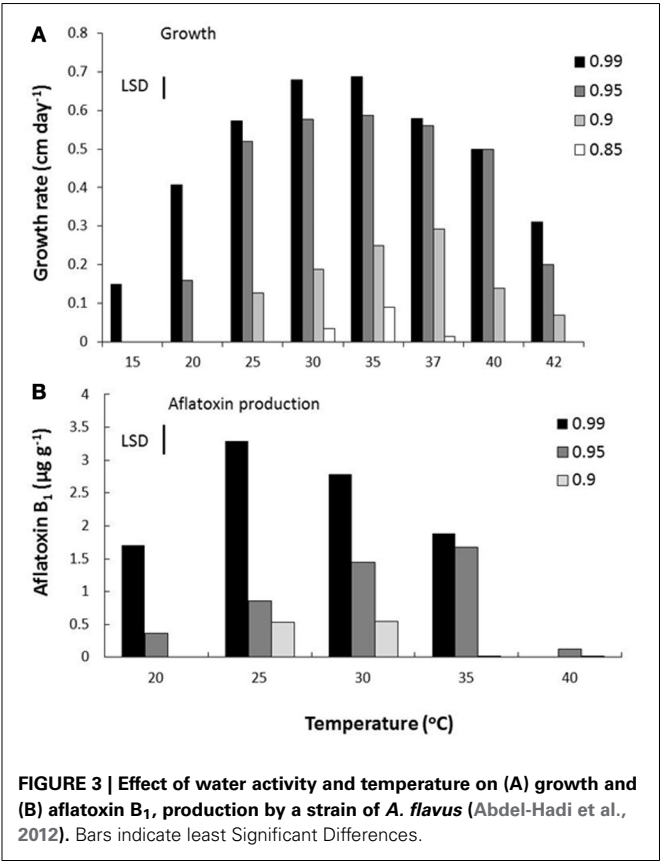 A
Growth
0.8
0.7
0.6
0.5
0.4
0.3
0.2
0.1
0
Growth rate (cm day⁻¹)
LSD
0.99
0.95
0.9
0.85
15 20 25 30 35 37 40 42
B
Aflatoxin production
4
3.5
3
2.5
2
1.5
1
0.5
0
Aflatoxin B₁ (µg g⁻¹)
LSD
0.99
0.95
0.9
20 25 30 35 40
Temperature (°C)
FIGURE 3 | Effect of water activity and temperature on (A) growth and
(B) aflatoxin B₁, production by a strain of A. flavus (Abdel-Hadi et al.,
2012). Bars indicate least Significant Differences.